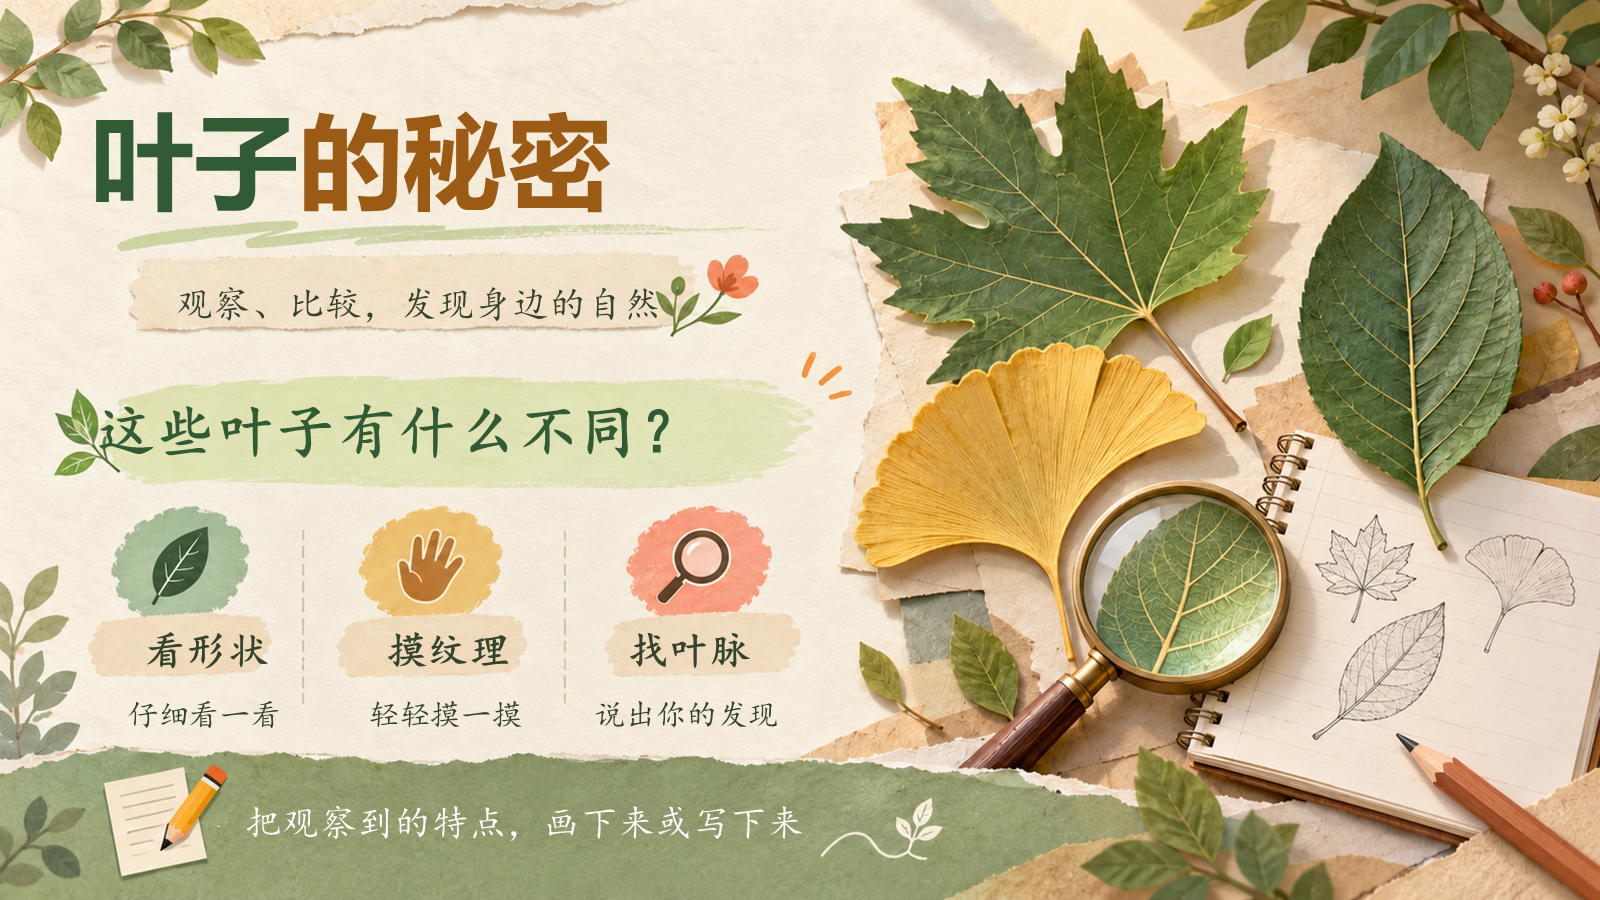 叶子的秘密
观察、比较，发现身边的自然
这些叶子有什么不同？
看形状
仔细看一看
摸纹理
轻轻摸一摸
找叶脉
说出你的发现
把观察到的特点，画下来或写下来